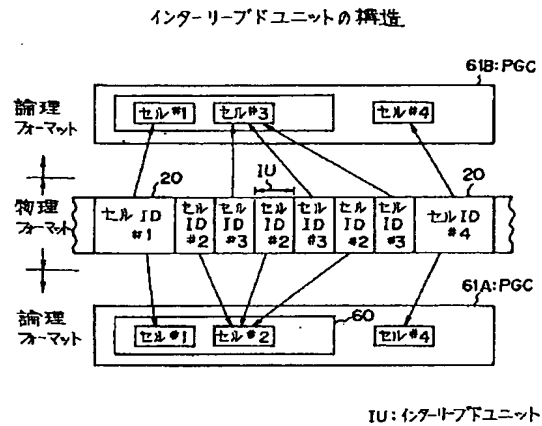 インターリーブドユニットの構造
61B:PGC
論理
フォーマット
セル#1
セル#3
セル#4
IU
20
20
物理
フォーマット
セル ID
#1
セル
ID
#2
セル
ID
#3
セル
ID
#2
セル
ID
#3
セル
ID
#2
セル
ID
#3
セル ID
#4
61A:PGC
論理
フォーマット
60
セル#1
セル#2
セル#4
IU:インターリーブドユニット